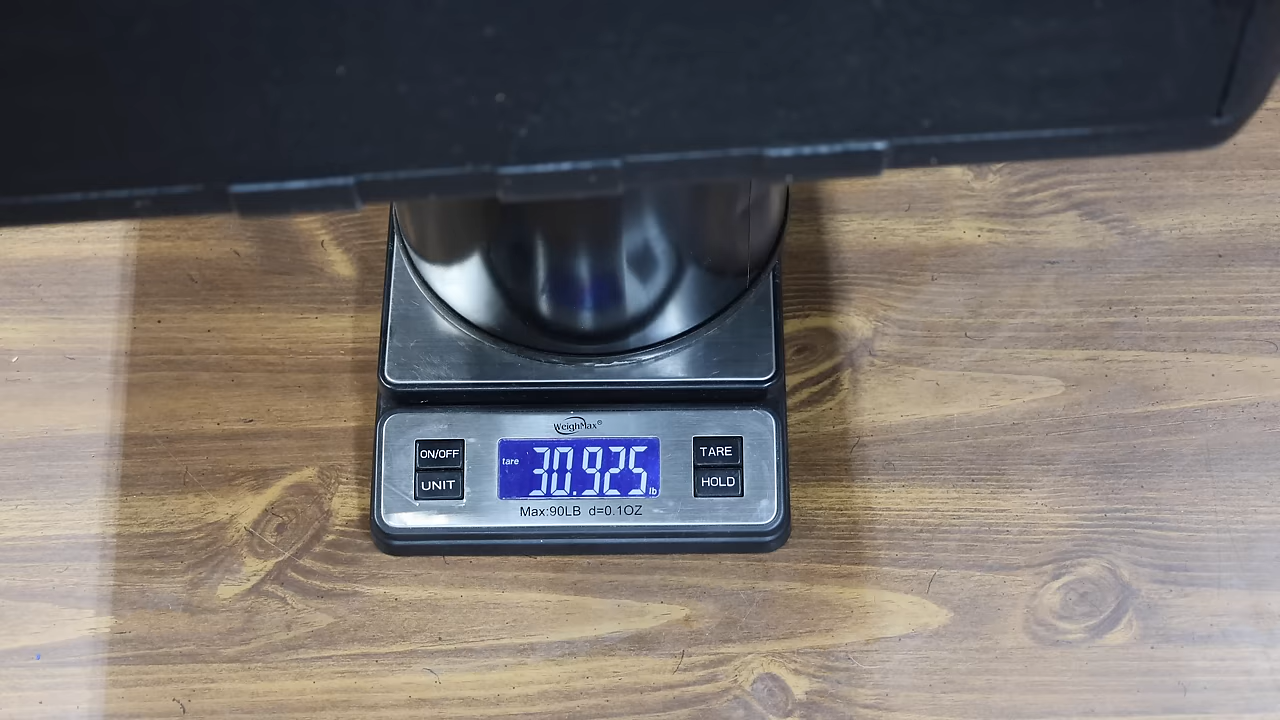 WeighMax®
ON/OFF
UNIT
tare 30.925 lb
TARE
HOLD
Max:90LB d=0.1OZ